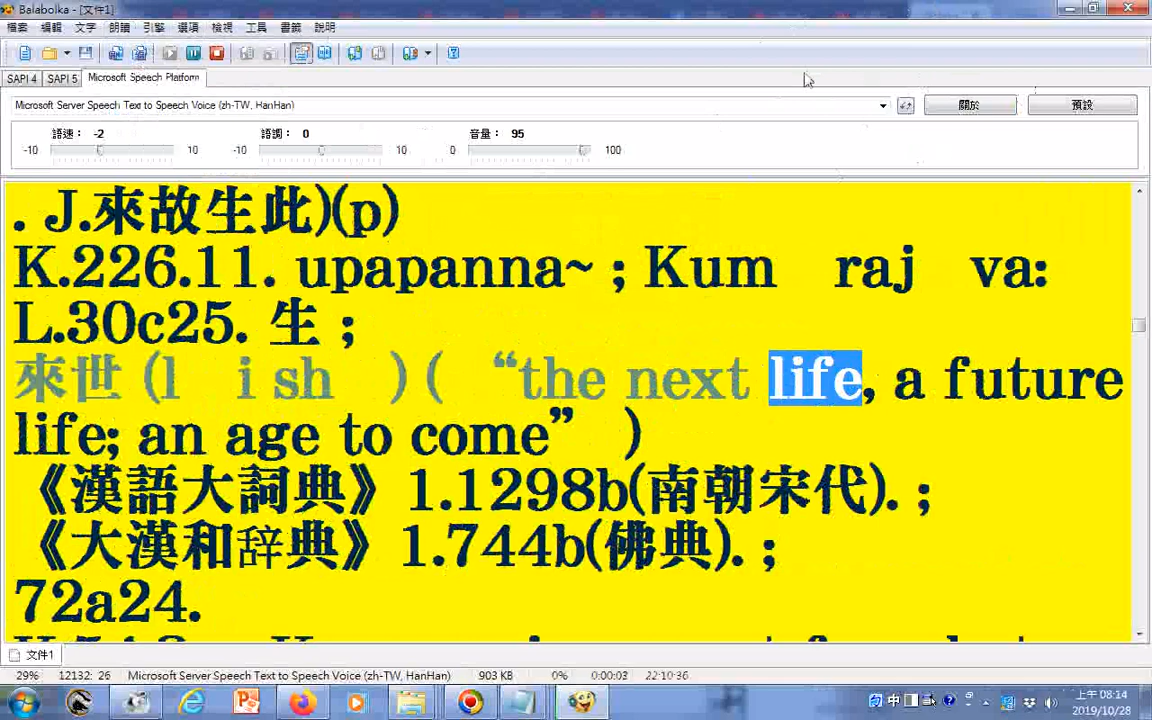 Balabolka - [文件1]
檔案 編輯 文字 朗讀 引擎 選項 檢視 工具 書籤 說明
SAPI 4 SAPI 5 Microsoft Speech Platform
Microsoft Server Speech Text to Speech Voice (zh-TW, HanHan) 關於 預設
語速： -2 語調： 0 音量： 95
-10 10 -10 10 0 100
. J.來故生此)(p)
K.226.11. upapanna~ ; Kum raj va:
L.30c25. 生 ;
來世 (l i sh )( “the next life, a future
life; an age to come” )
《漢語大詞典》 1.1298b(南朝宋代). ;
《大漢和辞典》 1.744b(佛典). ;
72a24.
文件1
29% 12132: 26 Microsoft Server Speech Text to Speech Voice (zh-TW, HanHan) 903 KB 0% 0:00:03 22:10:36
中 上午 08:14
2019/10/28